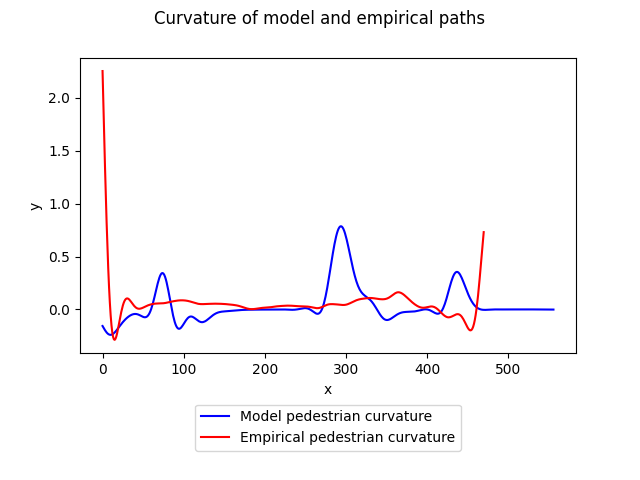 Curvature of model and empirical paths
2.0
1.5
1.0
0.5
0.0
y
0 100 200 300 400 500
x
Model pedestrian curvature
Empirical pedestrian curvature